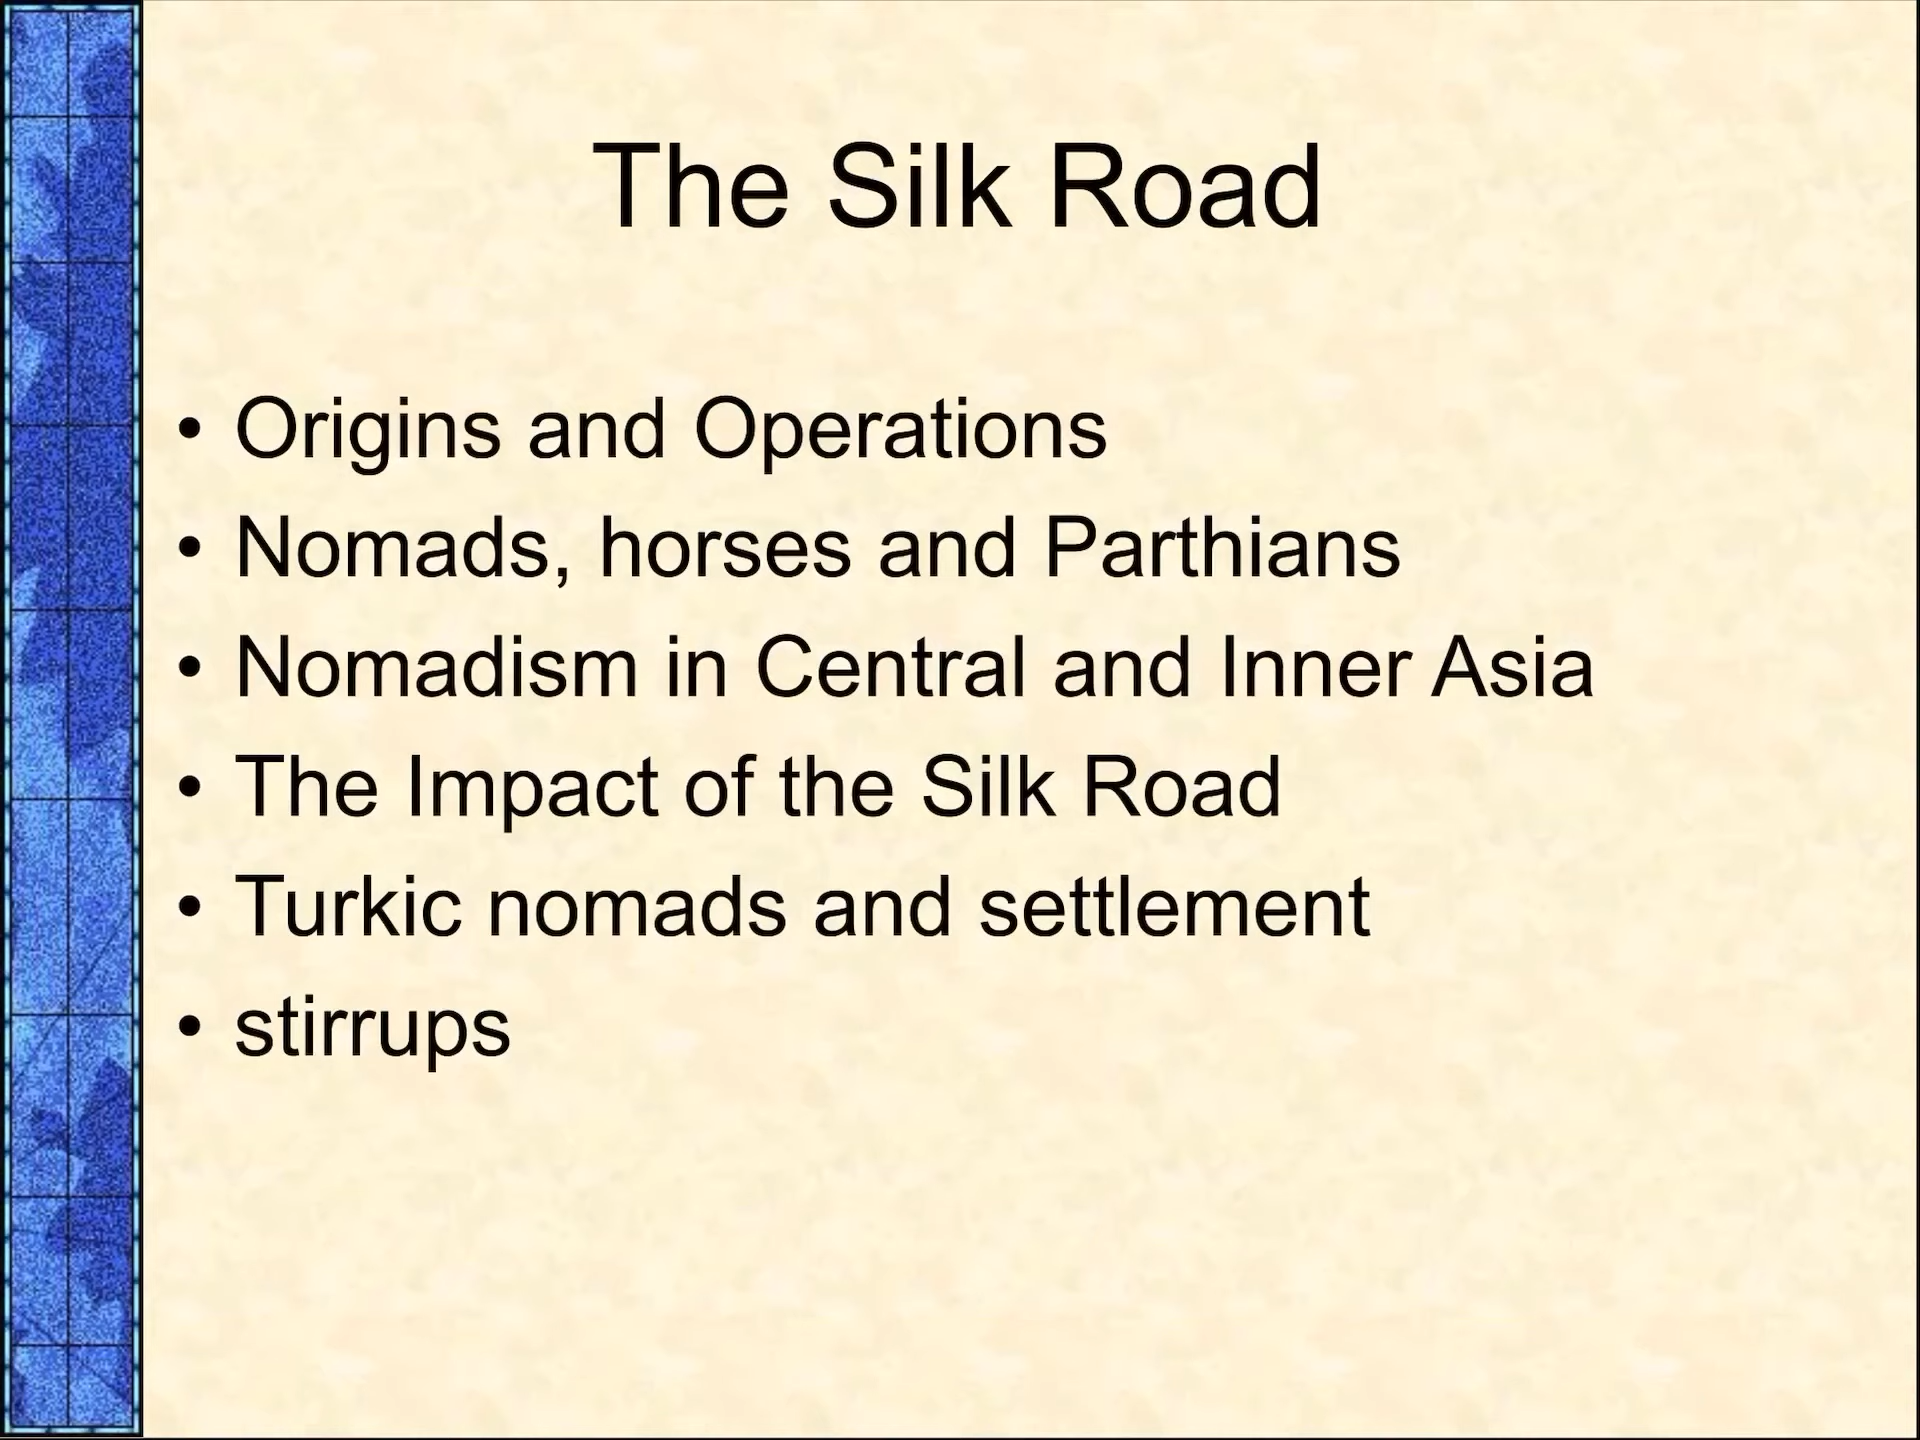 The Silk Road
• Origins and Operations
• Nomads, horses and Parthians
• Nomadism in Central and Inner Asia
• The Impact of the Silk Road
• Turkic nomads and settlement
• stirrups